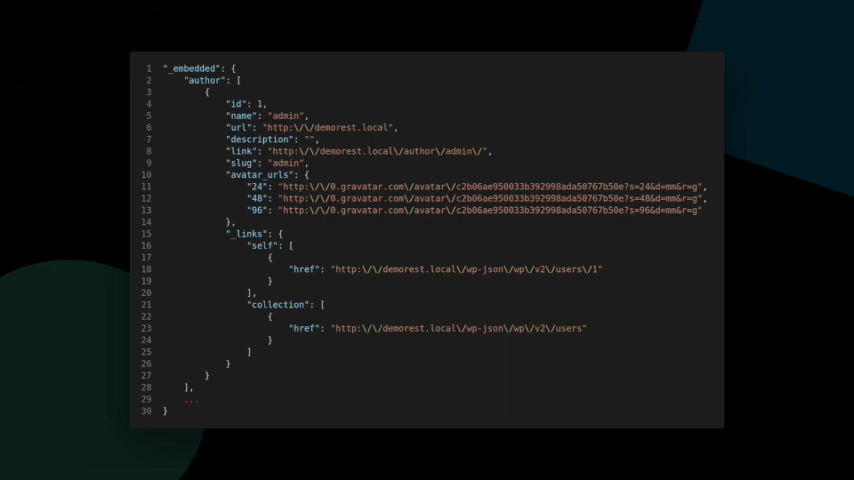 1 "_embedded": {
2 "author": [
3 {
4 "id": 1,
5 "name": "admin",
6 "url": "http:\/\/demorest.local",
7 "description": "",
8 "link": "http:\/\/demorest.local\/author\/admin\/",
9 "slug": "admin",
10 "avatar_urls": {
11 "24": "http:\/\/0.gravatar.com\/avatar\/c2b06ae950033b392998ada50767b50e?s=24&d=mm&r=g",
12 "48": "http:\/\/0.gravatar.com\/avatar\/c2b06ae950033b392998ada50767b50e?s=48&d=mm&r=g",
13 "96": "http:\/\/0.gravatar.com\/avatar\/c2b06ae950033b392998ada50767b50e?s=96&d=mm&r=g"
14 },
15 "_links": {
16 "self": [
17 {
18 "href": "http:\/\/demorest.local\/wp-json\/wp\/v2\/users\/1"
19 }
20 ],
21 "collection": [
22 {
23 "href": "http:\/\/demorest.local\/wp-json\/wp\/v2\/users"
24 }
25 ]
26 }
27 }
28 ],
29 ...
30 }